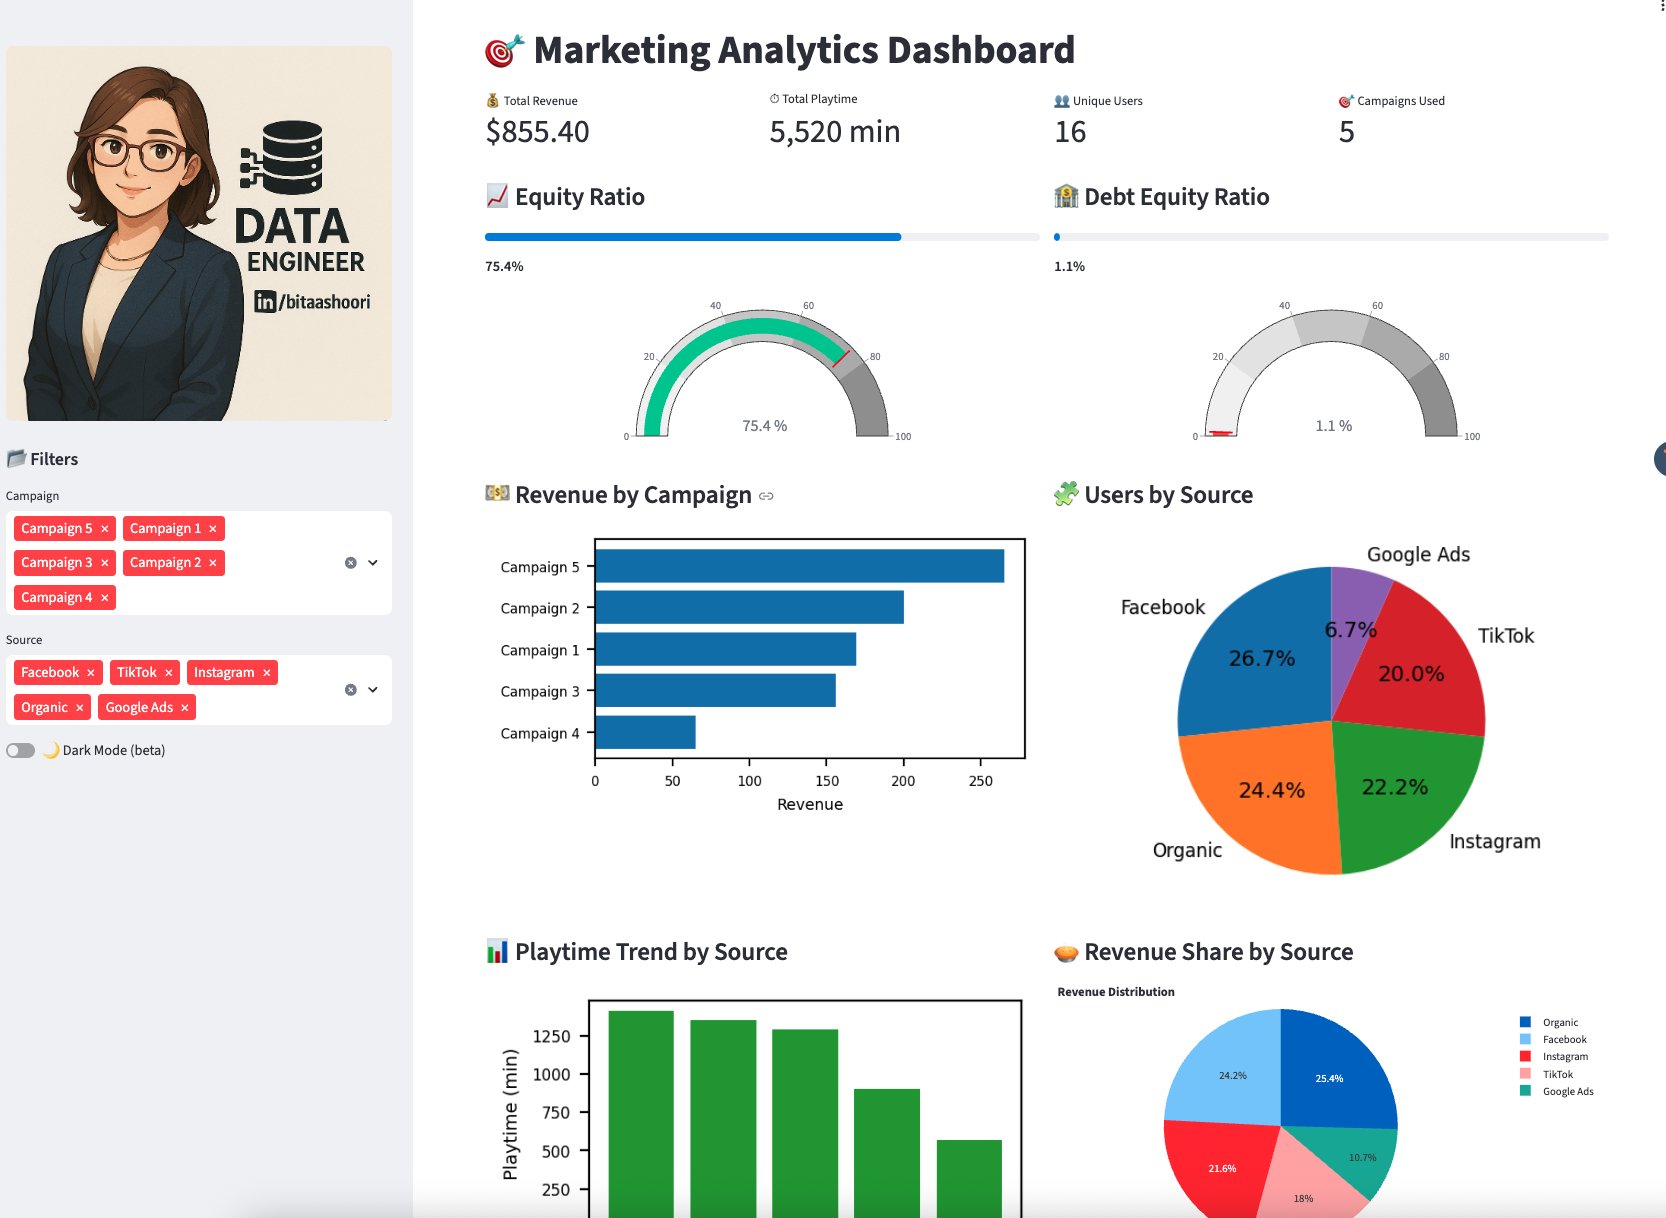 DATA
ENGINEER
in/bitaashoori
Filters
Campaign
Campaign 5 × Campaign 1 ×
Campaign 3 × Campaign 2 ×
Campaign 4 ×
Source
Facebook × TikTok × Instagram ×
Organic × Google Ads ×
Dark Mode (beta)
Marketing Analytics Dashboard
Total Revenue
$855.40
Total Playtime
5,520 min
Unique Users
16
Campaigns Used
5
Equity Ratio
75.4%
0
20
40
60
80
100
75.4 %
Debt Equity Ratio
1.1%
0
20
40
60
80
100
1.1 %
Revenue by Campaign
Campaign 5
Campaign 2
Campaign 1
Campaign 3
Campaign 4
0 50 100 150 200 250
Revenue
Users by Source
Google Ads
Facebook
TikTok
6.7%
26.7%
20.0%
24.4%
22.2%
Organic
Instagram
Playtime Trend by Source
Playtime (min)
1250
1000
750
500
250
Revenue Share by Source
Revenue Distribution
24.2%
25.4%
21.6%
10.7%
18%
Organic
Facebook
Instagram
TikTok
Google Ads